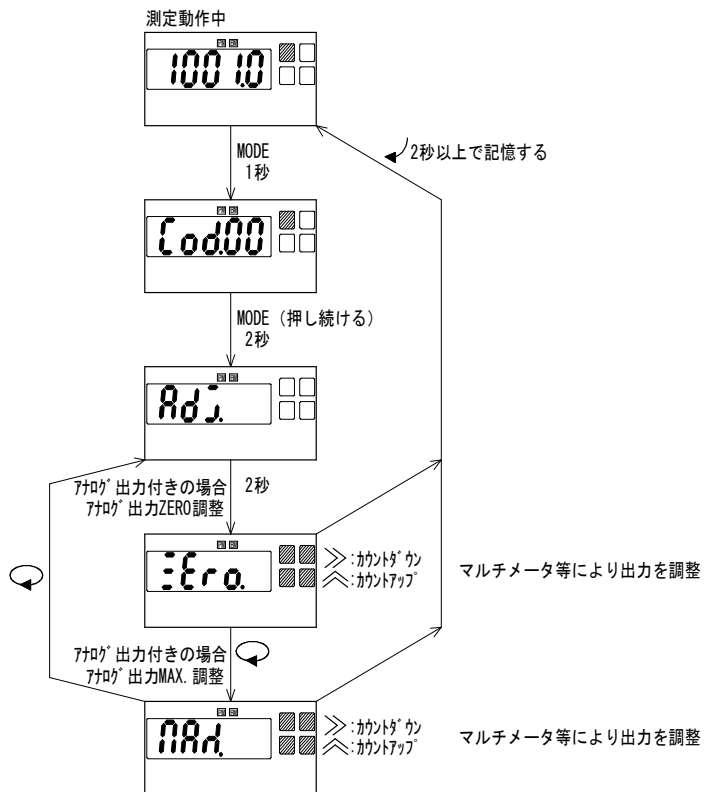 測定動作中
1001.0
MODE
1秒
2秒以上で記憶する
Cod.00
MODE (押し続ける)
2秒
Adj.
アナログ出力付きの場合
アナログ出力ZERO調整
2秒
ZEro.
≫:カウントダウン
︿:カウントアップ
マルチメータ等により出力を調整
アナログ出力付きの場合
アナログ出力MAX.調整
≫:カウントダウン
︿:カウントアップ
マルチメータ等により出力を調整